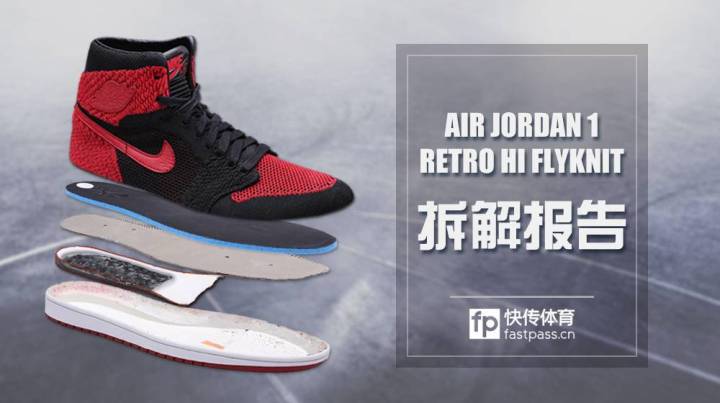 AIR JORDAN 1
RETRO HI FLYKNIT
拆解报告
fp 快传体育
fastpass.cn